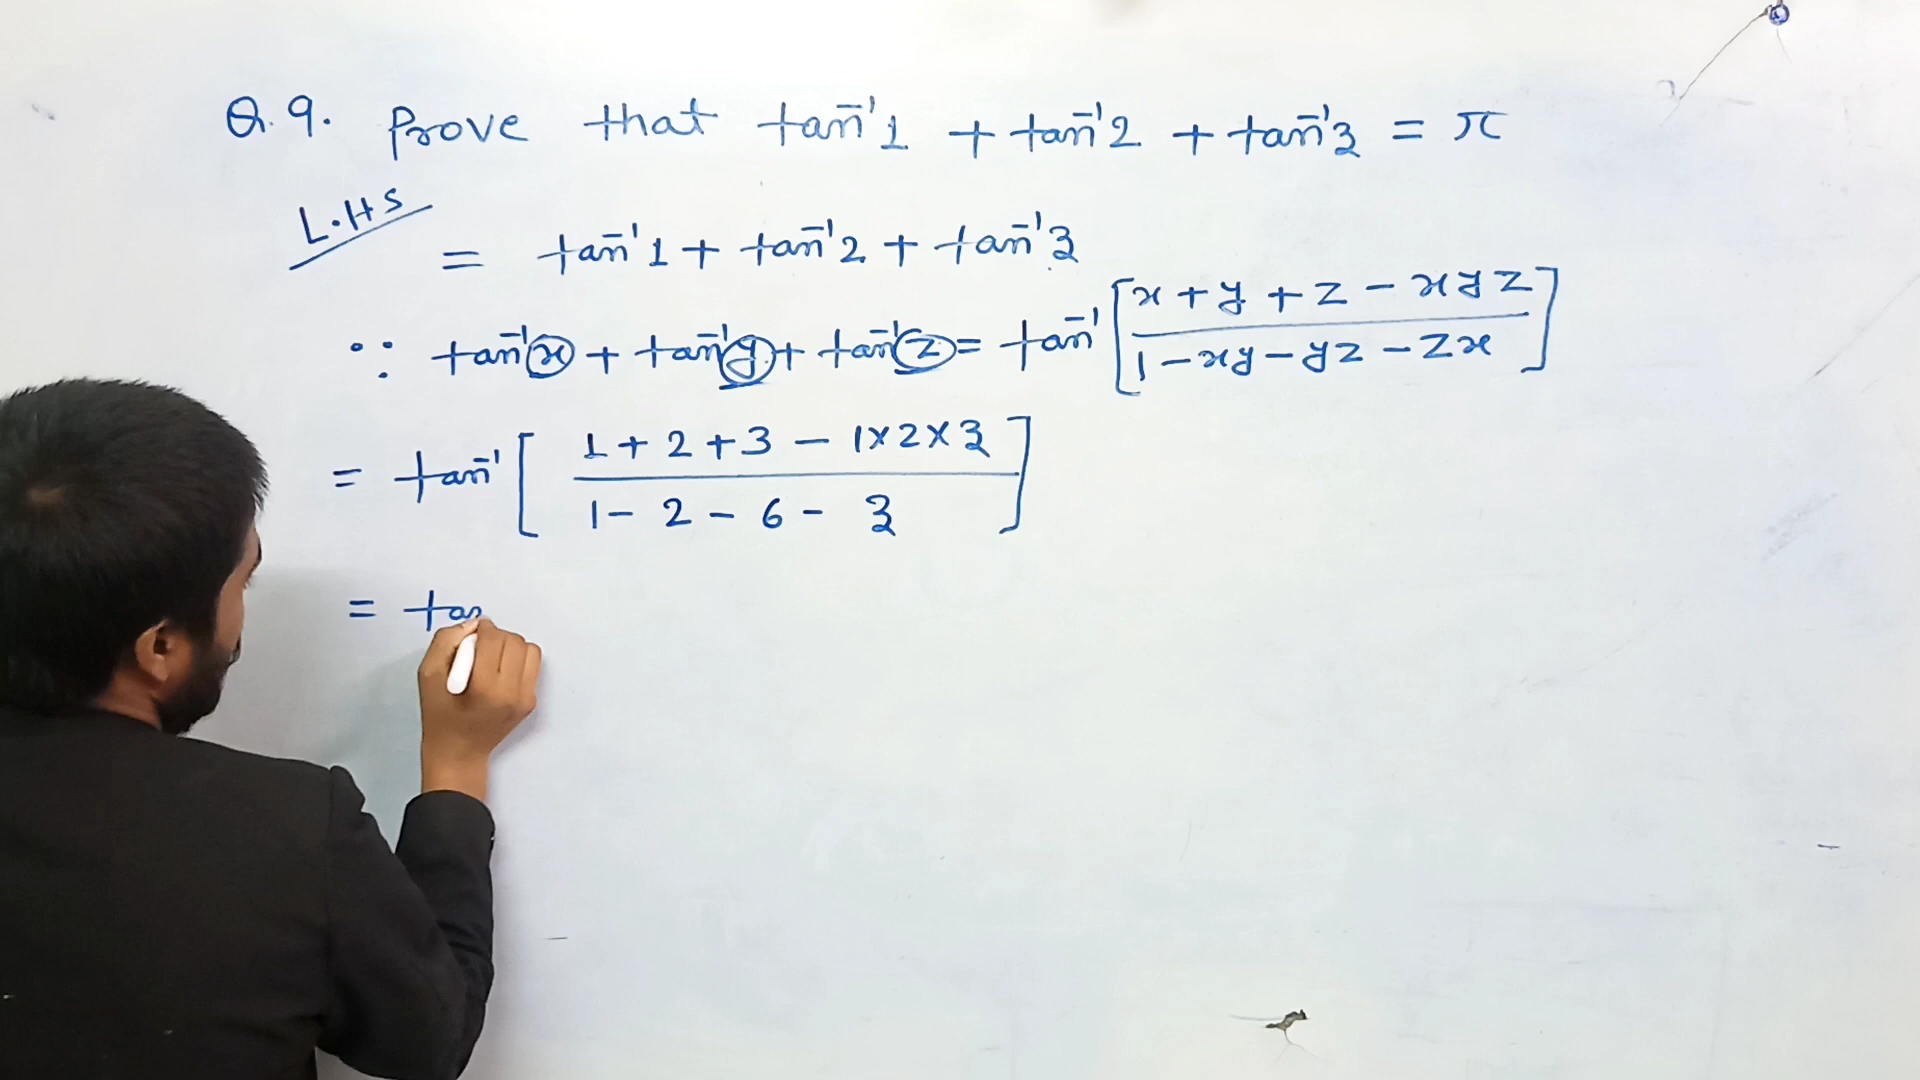 Q.9. Prove that tan⁻¹1 + tan⁻¹2 + tan⁻¹3 = π
L.HS
= tan⁻¹1 + tan⁻¹2 + tan⁻¹3
∵ tan⁻¹x + tan⁻¹y + tan⁻¹z = tan⁻¹[(x+y+z-xyz)/(1-xy-yz-zx)]
= tan⁻¹[(1+2+3-1×2×3)/(1-2-6-3)]
= tan